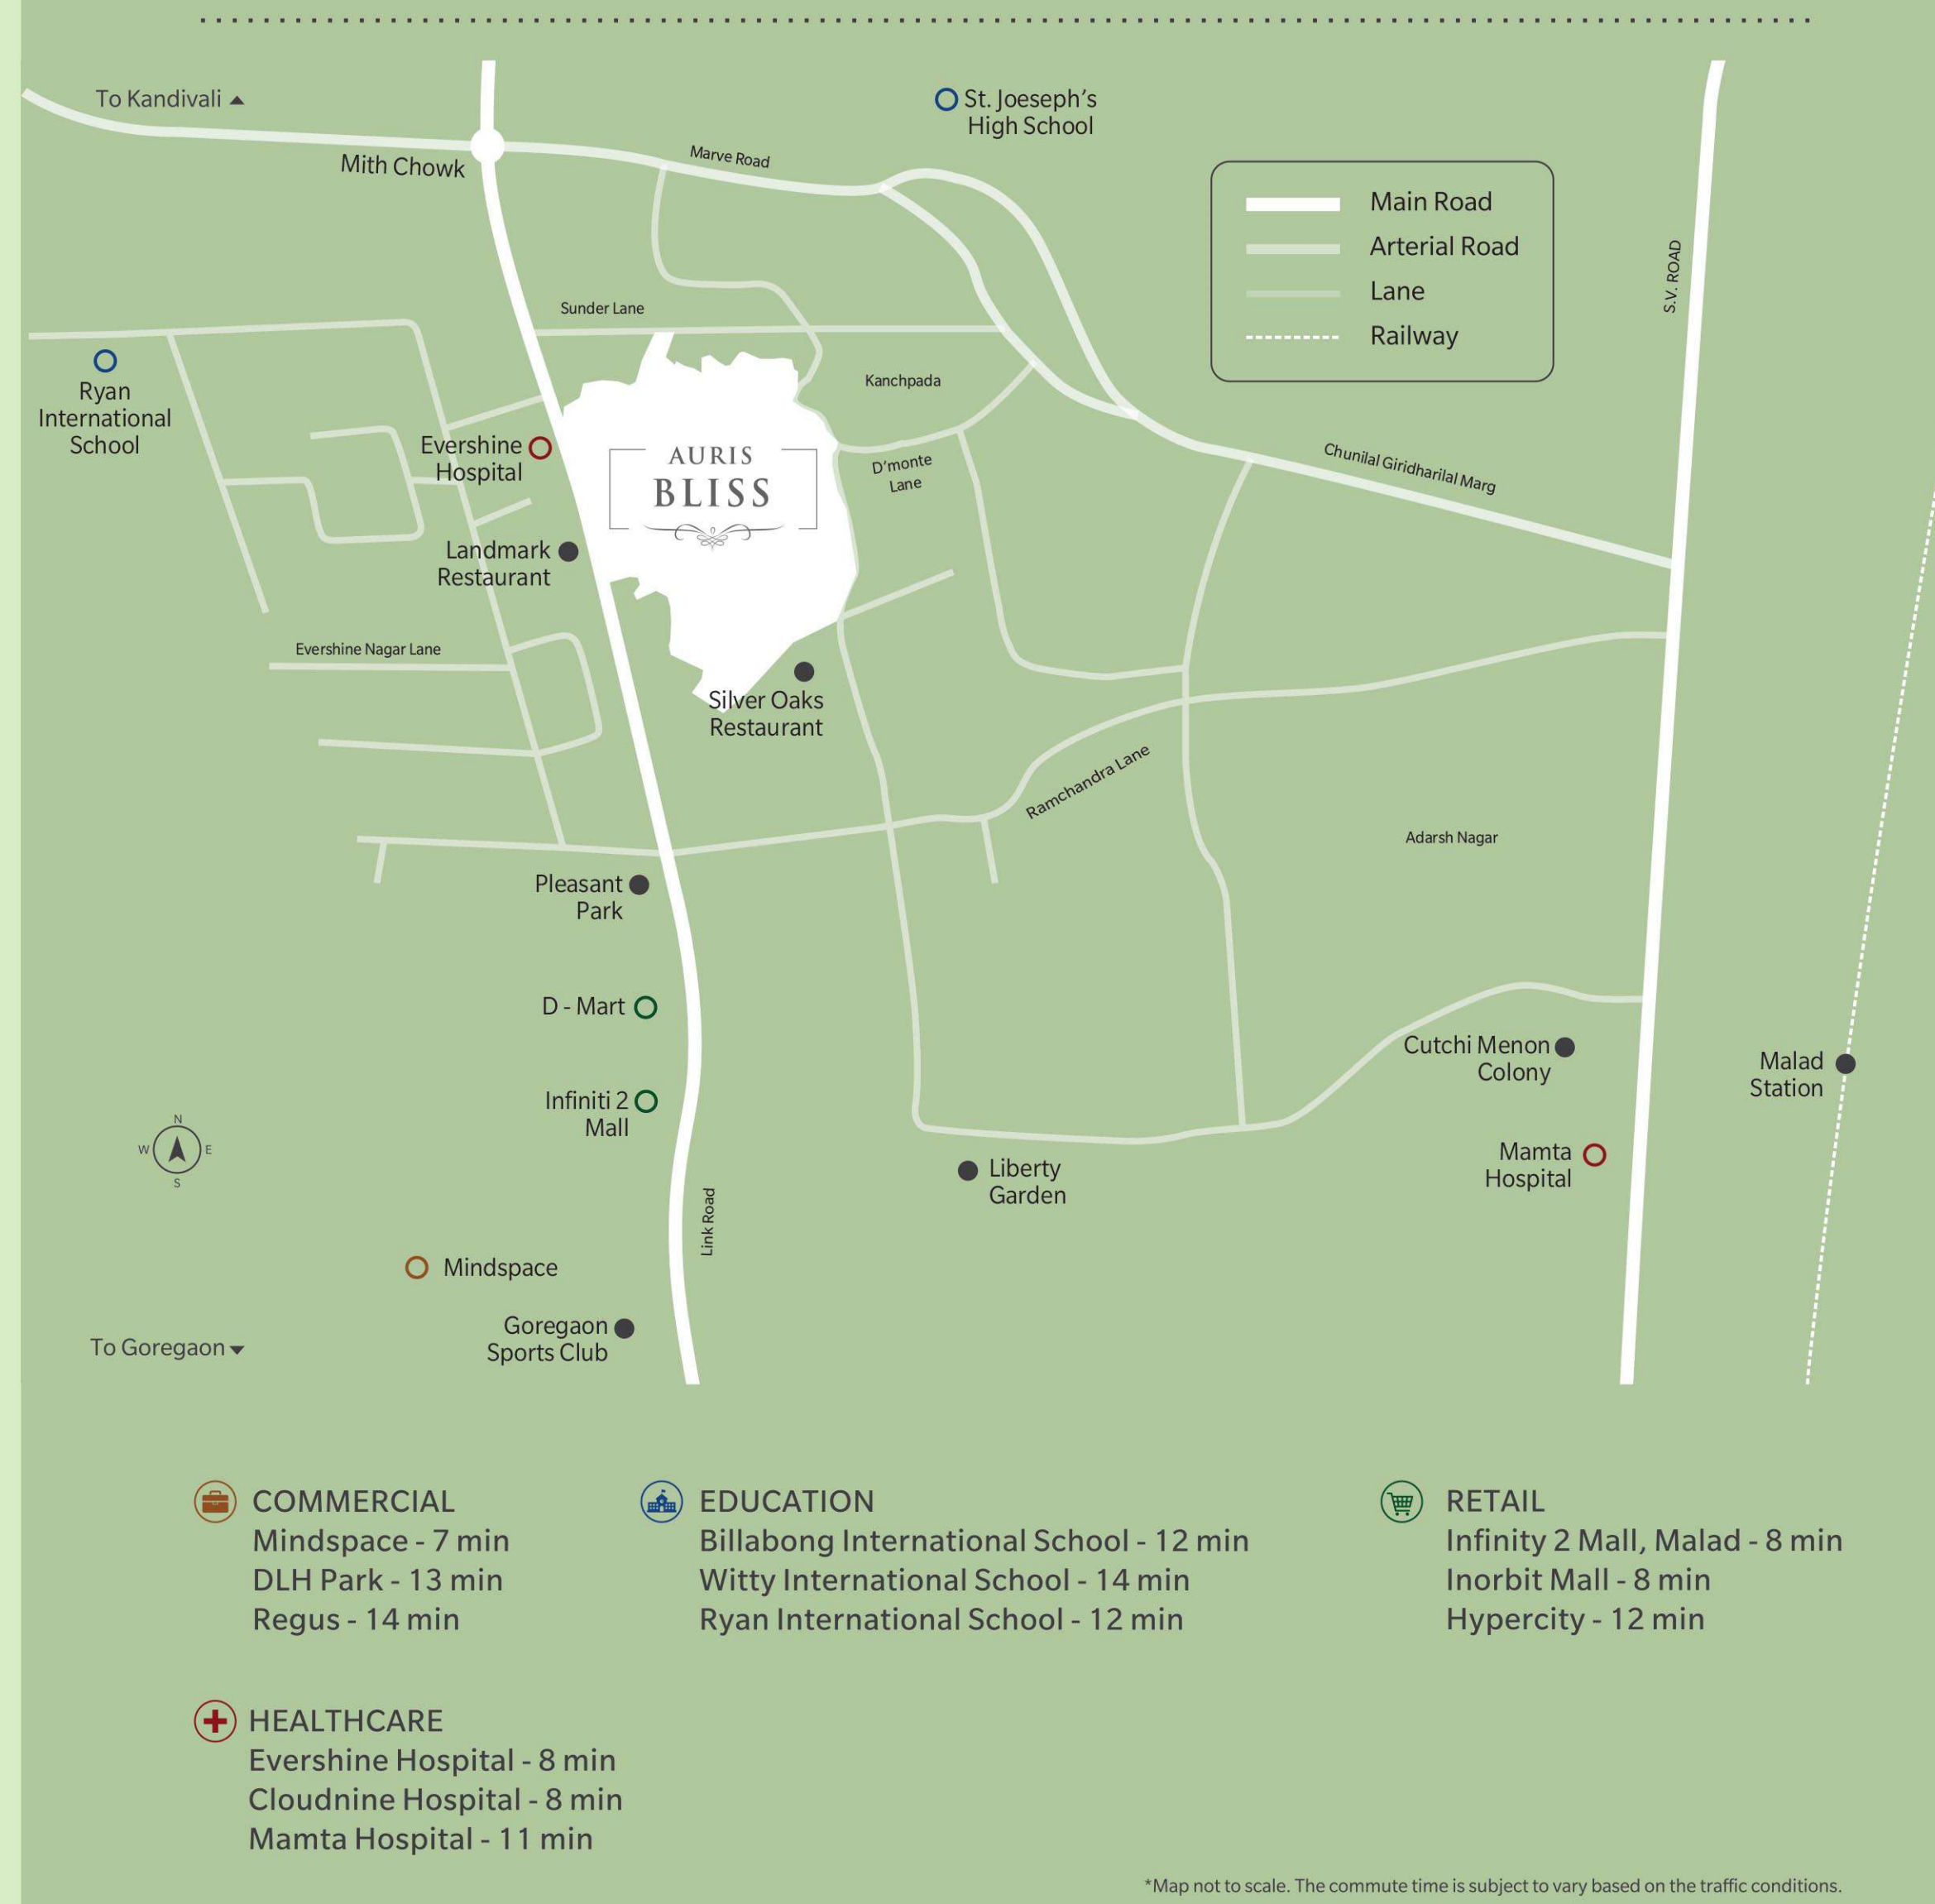 To Kandivali
St. Joeseph's
High School
Mith Chowk
Marve Road
Main Road
Arterial Road
Lane
Railway
S.V. ROAD
Sunder Lane
Ryan
International
School
Kanchpada
Evershine
Hospital
AURIS
BLISS
D'monte
Lane
Chunilal Giridharilal Marg
Landmark
Restaurant
Evershine Nagar Lane
Silver Oaks
Restaurant
Ramchandra Lane
Adarsh Nagar
Pleasant
Park
D - Mart
Cutchi Menon
Colony
Malad
Station
Infiniti 2
Mall
N
W E
S
Liberty
Garden
Mamta
Hospital
Link Road
Mindspace
Goregaon
Sports Club
To Goregaon
COMMERCIAL
Mindspace - 7 min
DLH Park - 13 min
Regus - 14 min
EDUCATION
Billabong International School - 12 min
Witty International School - 14 min
Ryan International School - 12 min
RETAIL
Infinity 2 Mall, Malad - 8 min
Inorbit Mall - 8 min
Hypercity - 12 min
HEALTHCARE
Evershine Hospital - 8 min
Cloudnine Hospital - 8 min
Mamta Hospital - 11 min
*Map not to scale. The commute time is subject to vary based on the traffic conditions.